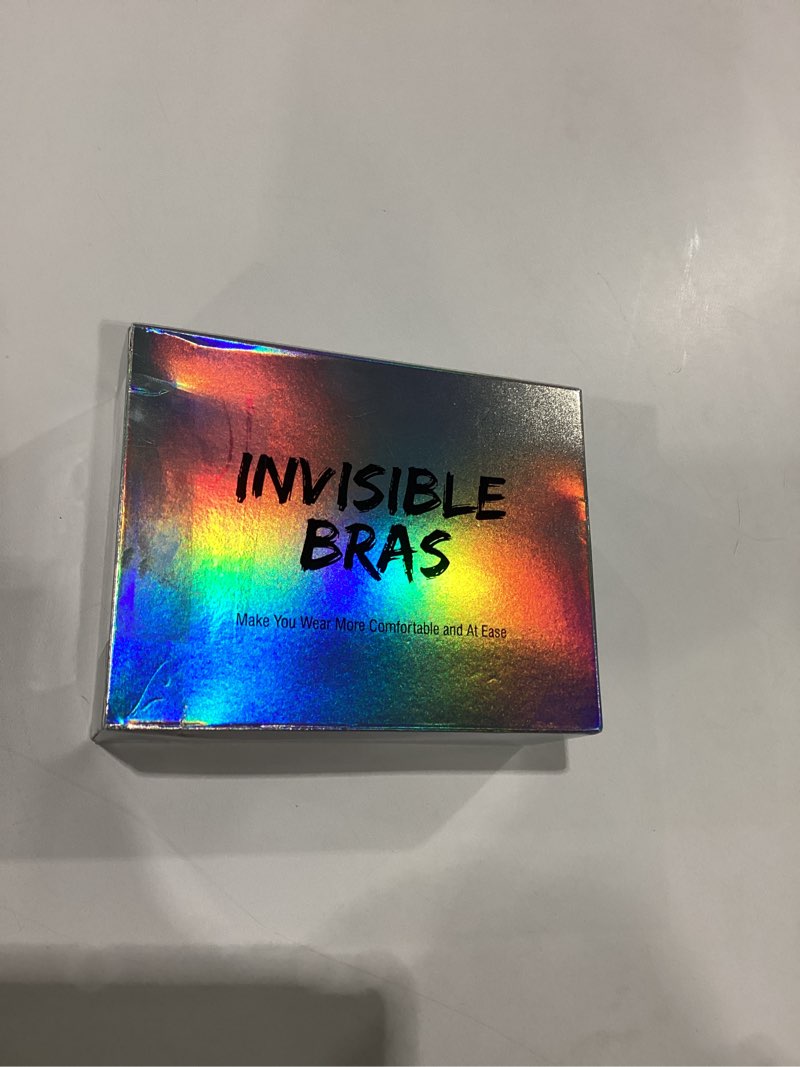 INVISIBLE
BRAS
Make You Wear More Comfortable and At Ease